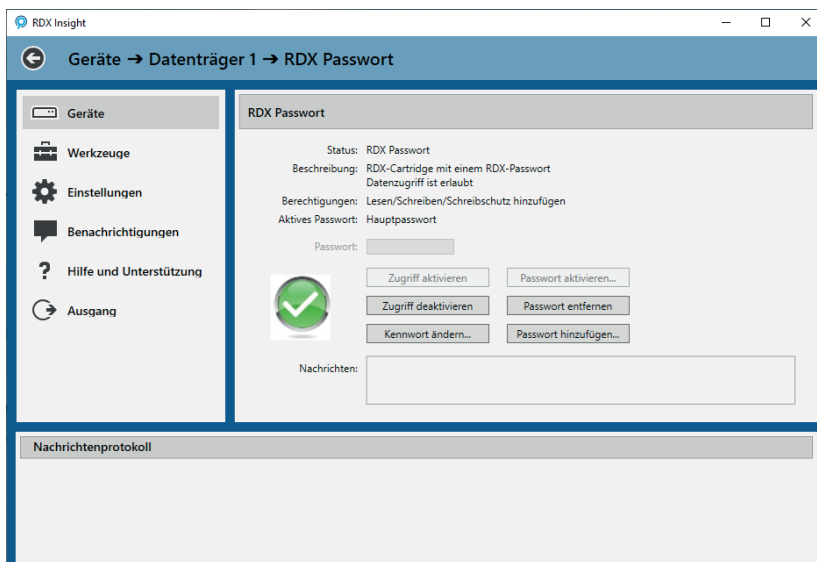 RDX Insight
Geräte → Datenträger 1 → RDX Passwort
Geräte
Werkzeuge
Einstellungen
Benachrichtigungen
Hilfe und Unterstützung
Ausgang
RDX Passwort
Status: RDX Passwort
Beschreibung: RDX-Cartridge mit einem RDX-Passwort
Datenzugriff ist erlaubt
Berechtigungen: Lesen/Schreiben/Schreibschutz hinzufügen
Aktives Passwort: Hauptpasswort
Passwort:
Zugriff aktivieren Passwort aktivieren...
Zugriff deaktivieren Passwort entfernen
Kennwort ändern... Passwort hinzufügen...
Nachrichten:
Nachrichtenprotokoll